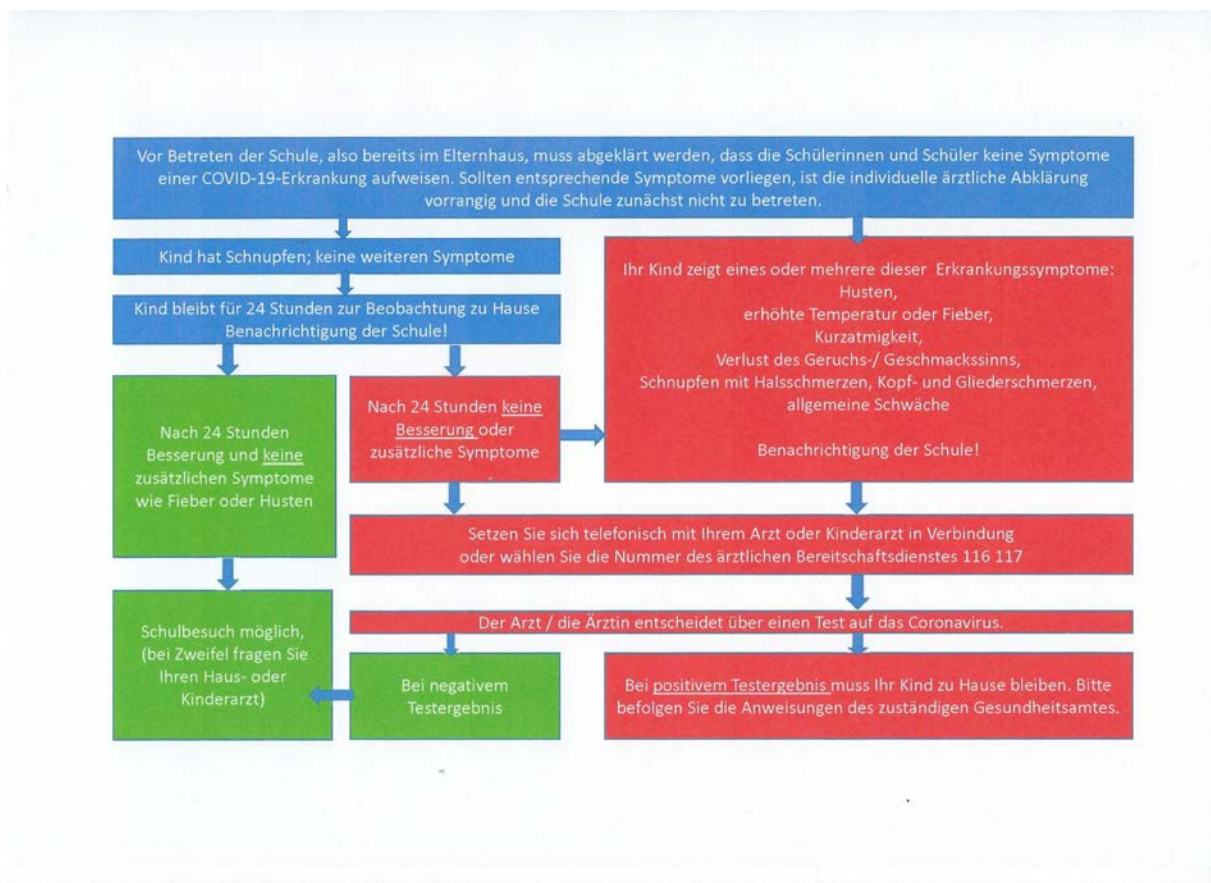 Vor Betreten der Schule, also bereits im Elternhaus, muss abgeklärt werden, dass die Schülerinnen und Schüler keine Symptome
einer COVID-19-Erkrankung aufweisen. Sollten entsprechende Symptome vorliegen, ist die individuelle ärztliche Abklärung
vorrangig und die Schule zunächst nicht zu betreten.
Kind hat Schnupfen; keine weiteren Symptome
Kind bleibt für 24 Stunden zur Beobachtung zu Hause
Benachrichtigung der Schule!
Nach 24 Stunden
Besserung und keine
zusätzlichen Symptome
wie Fieber oder Husten
Nach 24 Stunden keine
Besserung oder
zusätzliche Symptome
Ihr Kind zeigt eines oder mehrere dieser Erkrankungssymptome:
Husten,
erhöhte Temperatur oder Fieber,
Kurzatmigkeit,
Verlust des Geruchs-/ Geschmackssinns,
Schnupfen mit Halsschmerzen, Kopf- und Gliederschmerzen,
allgemeine Schwäche
Benachrichtigung der Schule!
Setzen Sie sich telefonisch mit Ihrem Arzt oder Kinderarzt in Verbindung
oder wählen Sie die Nummer des ärztlichen Bereitschaftsdienstes 116 117
Der Arzt / die Ärztin entscheidet über einen Test auf das Coronavirus.
Schulbesuch möglich,
(bei Zweifel fragen Sie
Ihren Haus- oder
Kinderarzt)
Bei negativem
Testergebnis
Bei positivem Testergebnis muss Ihr Kind zu Hause bleiben. Bitte
befolgen Sie die Anweisungen des zuständigen Gesundheitsamtes.